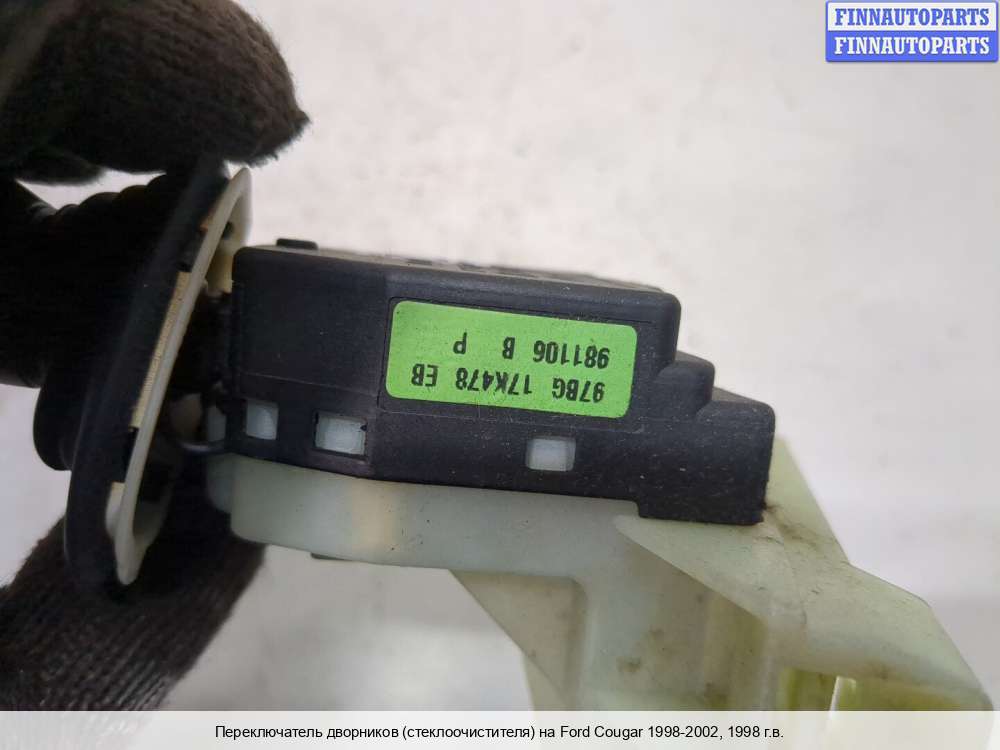 FINNAUTOPARTS
FINNAUTOPARTS
97BG 17K478 EB
981106 B P
Переключатель дворников (стеклоочистителя) на Ford Cougar 1998-2002, 1998 г.в.